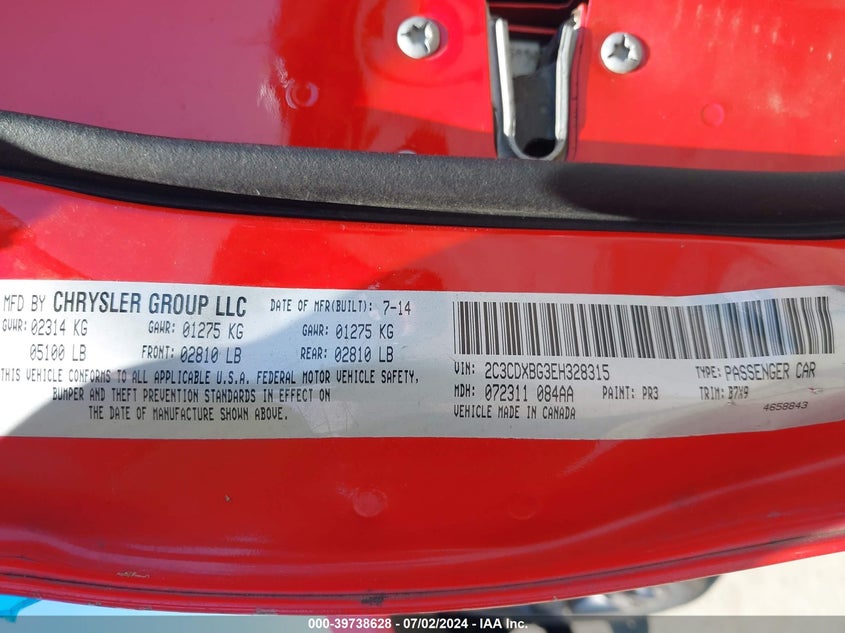 MFD BY CHRYSLER GROUP LLC DATE OF MFR(BUILT): 7-14
GVWR: 02314 KG GAWR: 01275 KG GAWR: 01275 KG
05100 LB FRONT: 02810 LB REAR: 02810 LB
THIS VEHICLE CONFORMS TO ALL APPLICABLE U.S.A. FEDERAL MOTOR VEHICLE SAFETY,
BUMPER AND THEFT PREVENTION STANDARDS IN EFFECT ON
THE DATE OF MANUFACTURE SHOWN ABOVE.
VIN: 2C3CDXBG3EH328315 TYPE: PASSENGER CAR
MDH: 072311 084AA PAINT: PR3 TRIM: B7X9
VEHICLE MADE IN CANADA 4658843
000-39738628 - 07/02/2024 - IAA Inc.